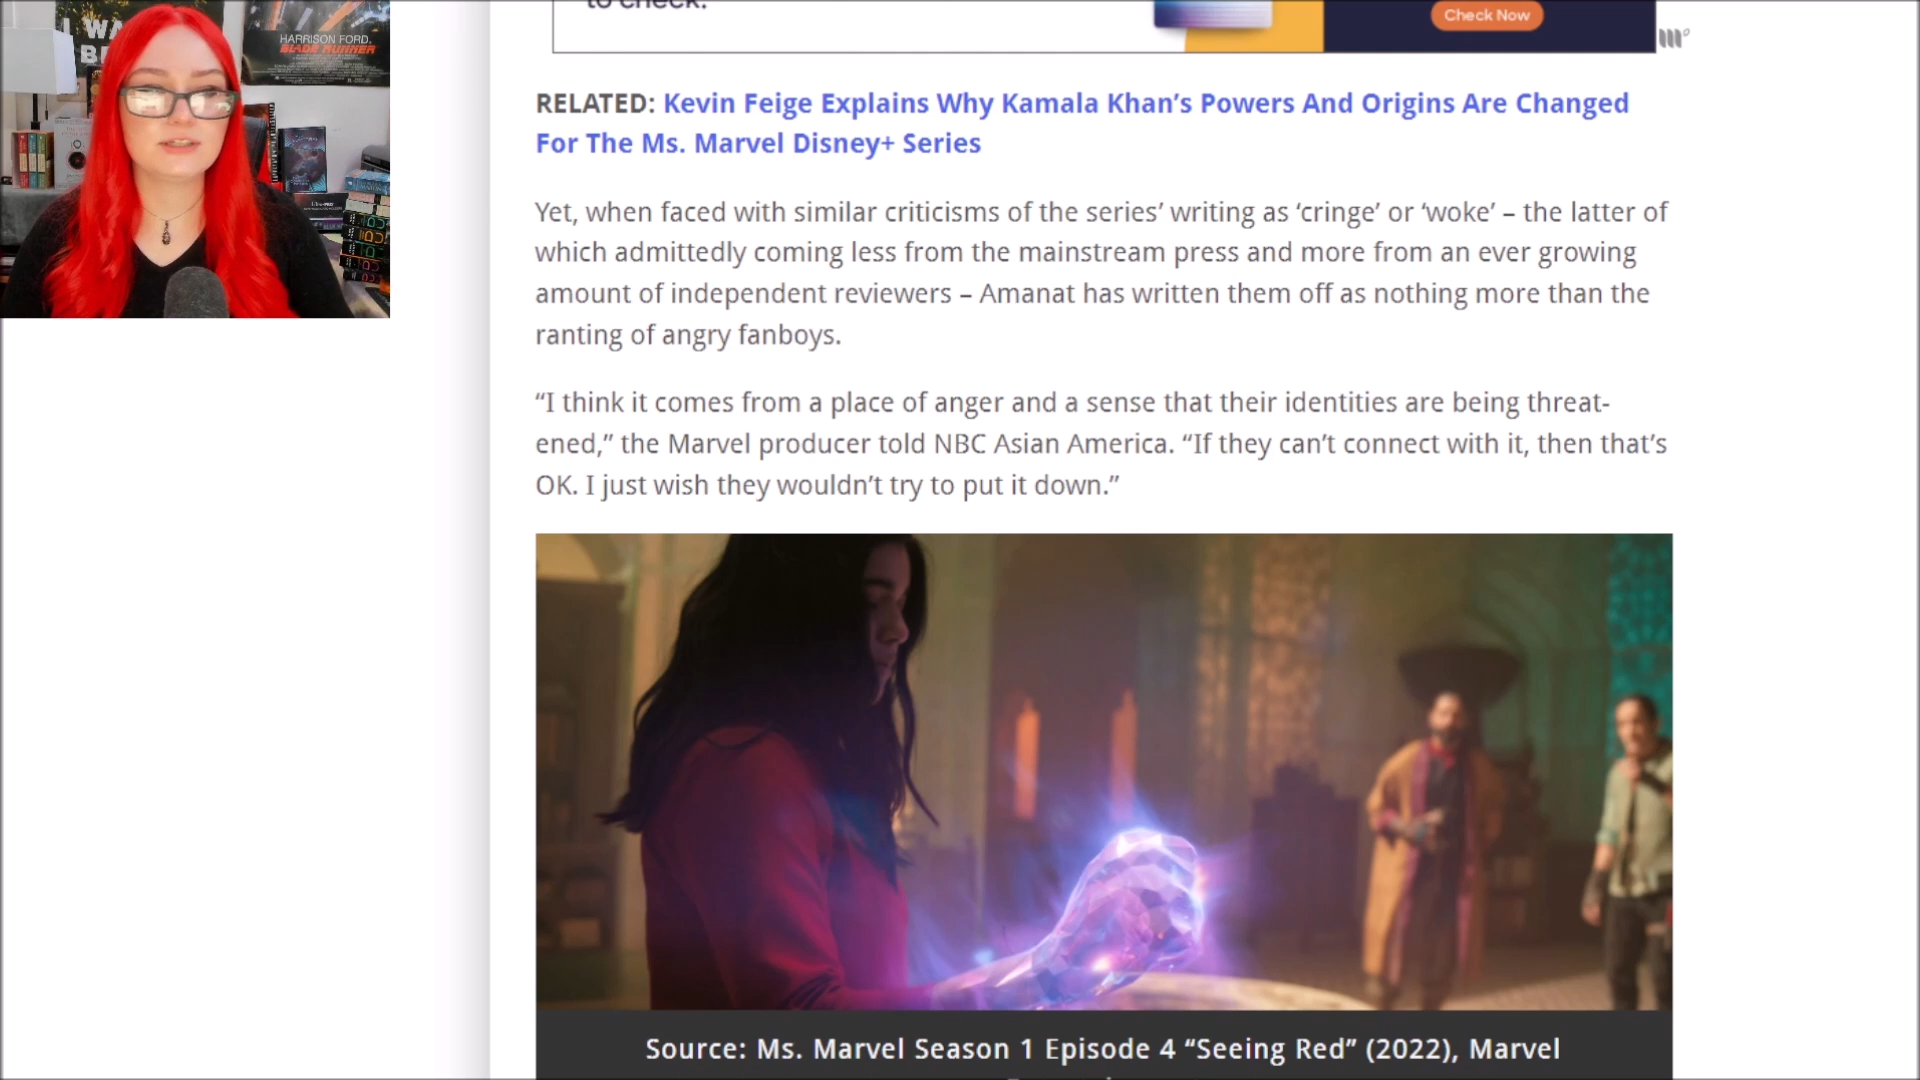 to check.
Check Now
WA
BE
HARRISON FORD.
BLADE RUNNER
RELATED: Kevin Feige Explains Why Kamala Khan’s Powers And Origins Are Changed
For The Ms. Marvel Disney+ Series
Yet, when faced with similar criticisms of the series’ writing as ‘cringe’ or ‘woke’ – the latter of
which admittedly coming less from the mainstream press and more from an ever growing
amount of independent reviewers – Amanat has written them off as nothing more than the
ranting of angry fanboys.
“I think it comes from a place of anger and a sense that their identities are being threat-
ened,” the Marvel producer told NBC Asian America. “If they can’t connect with it, then that’s
OK. I just wish they wouldn’t try to put it down.”
Source: Ms. Marvel Season 1 Episode 4 “Seeing Red” (2022), Marvel